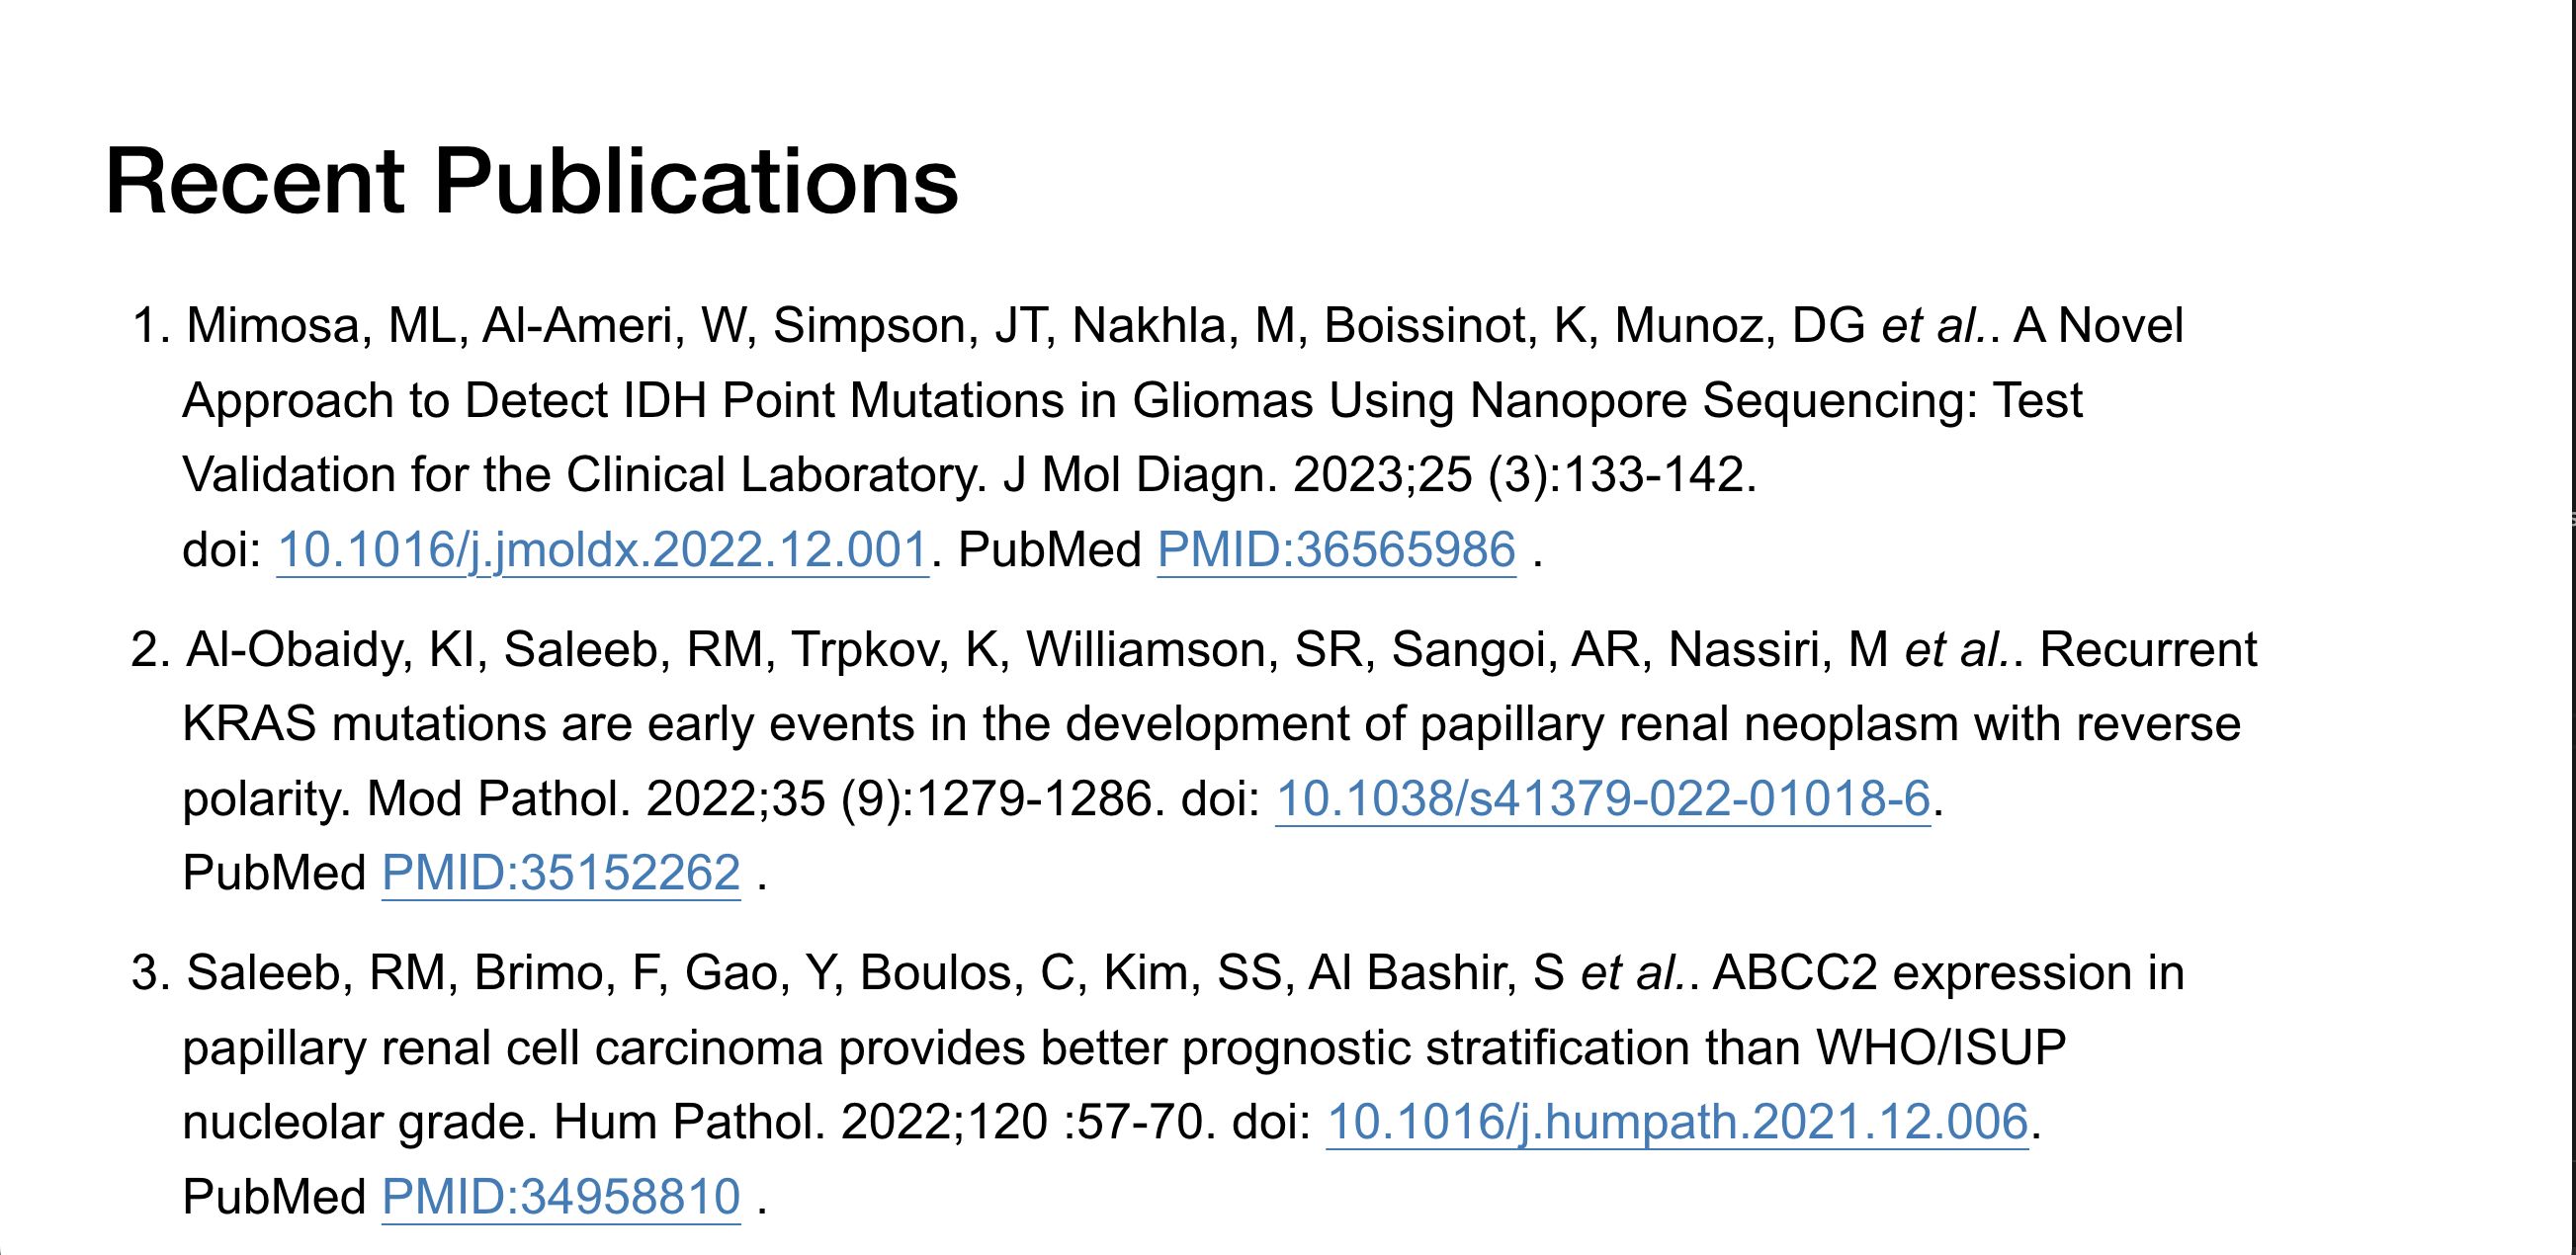 Recent Publications
1. Mimosa, ML, Al-Ameri, W, Simpson, JT, Nakhla, M, Boissinot, K, Munoz, DG et al.. A Novel
Approach to Detect IDH Point Mutations in Gliomas Using Nanopore Sequencing: Test
Validation for the Clinical Laboratory. J Mol Diagn. 2023;25 (3):133-142.
doi: 10.1016/j.jmoldx.2022.12.001. PubMed PMID:36565986 .
2. Al-Obaidy, KI, Saleeb, RM, Trpkov, K, Williamson, SR, Sangoi, AR, Nassiri, M et al.. Recurrent
KRAS mutations are early events in the development of papillary renal neoplasm with reverse
polarity. Mod Pathol. 2022;35 (9):1279-1286. doi: 10.1038/s41379-022-01018-6.
PubMed PMID:35152262 .
3. Saleeb, RM, Brimo, F, Gao, Y, Boulos, C, Kim, SS, Al Bashir, S et al.. ABCC2 expression in
papillary renal cell carcinoma provides better prognostic stratification than WHO/ISUP
nucleolar grade. Hum Pathol. 2022;120 :57-70. doi: 10.1016/j.humpath.2021.12.006.
PubMed PMID:34958810 .